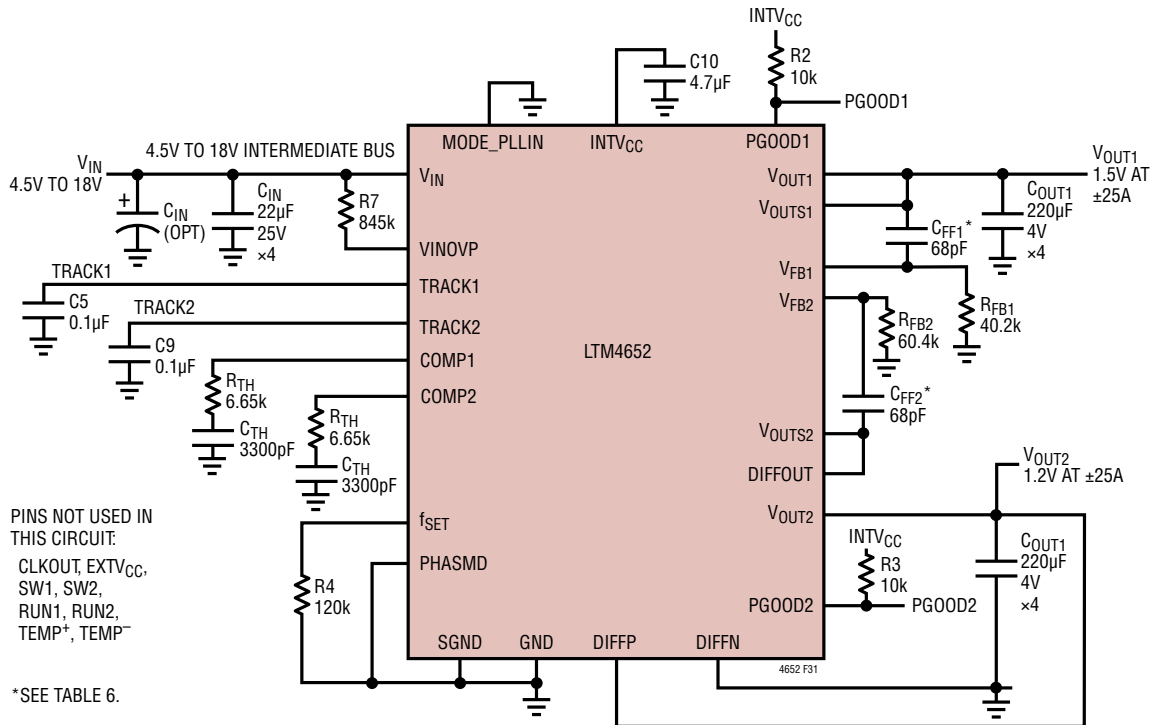 INTVCC
R2
10k
C10
4.7µF
PGOOD1
MODE_PLLIN
INTVCC
PGOOD1
VIN
4.5V TO 18V
4.5V TO 18V INTERMEDIATE BUS
VIN
VOUT1
VOUT1
1.5V AT
±25A
+
CIN
(OPT)
CIN
22µF
25V
×4
R7
845k
VOUTS1
CFF1*
68pF
COUT1
220µF
4V
×4
VINOVP
VFB1
TRACK1
TRACK1
C5
0.1µF
VFB2
RFB2
60.4k
RFB1
40.2k
TRACK2
TRACK2
C9
0.1µF
LTM4652
COMP1
RTH
6.65k
CTH
3300pF
COMP2
RTH
6.65k
CTH
3300pF
CFF2*
68pF
VOUTS2
DIFFOUT
VOUT2
1.2V AT ±25A
VOUT2
PINS NOT USED IN
THIS CIRCUIT:
CLKOUT, EXTVCC,
SW1, SW2,
RUN1, RUN2,
TEMP+, TEMP–
fSET
PHASMD
R4
120k
INTVCC
R3
10k
COUT1
220µF
4V
×4
PGOOD2
PGOOD2
SGND
GND
DIFFP
DIFFN
4652 F31
*SEE TABLE 6.